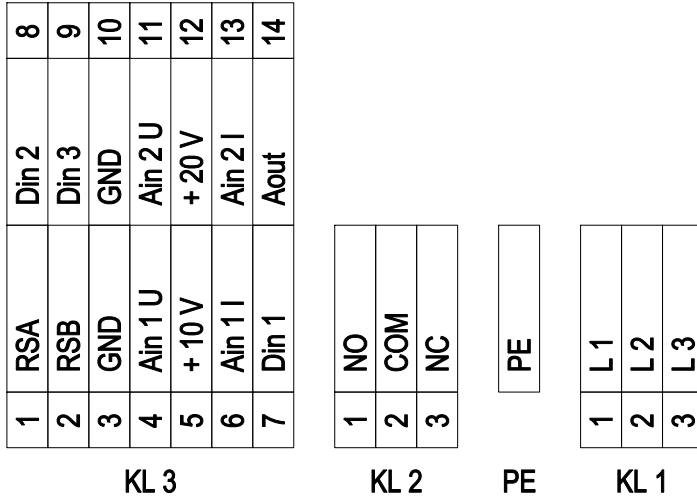 8 9 10 11 12 13 14
Din 2 Din 3 GND Ain 2 U + 20 V Ain 2 I Aout
RSA RSB GND Ain 1 U + 10 V Ain 1 I Din 1
1 2 3 4 5 6 7
NO COM NC
1 2 3
PE
L 1 L 2 L 3
1 2 3
KL 3 KL 2 PE KL 1